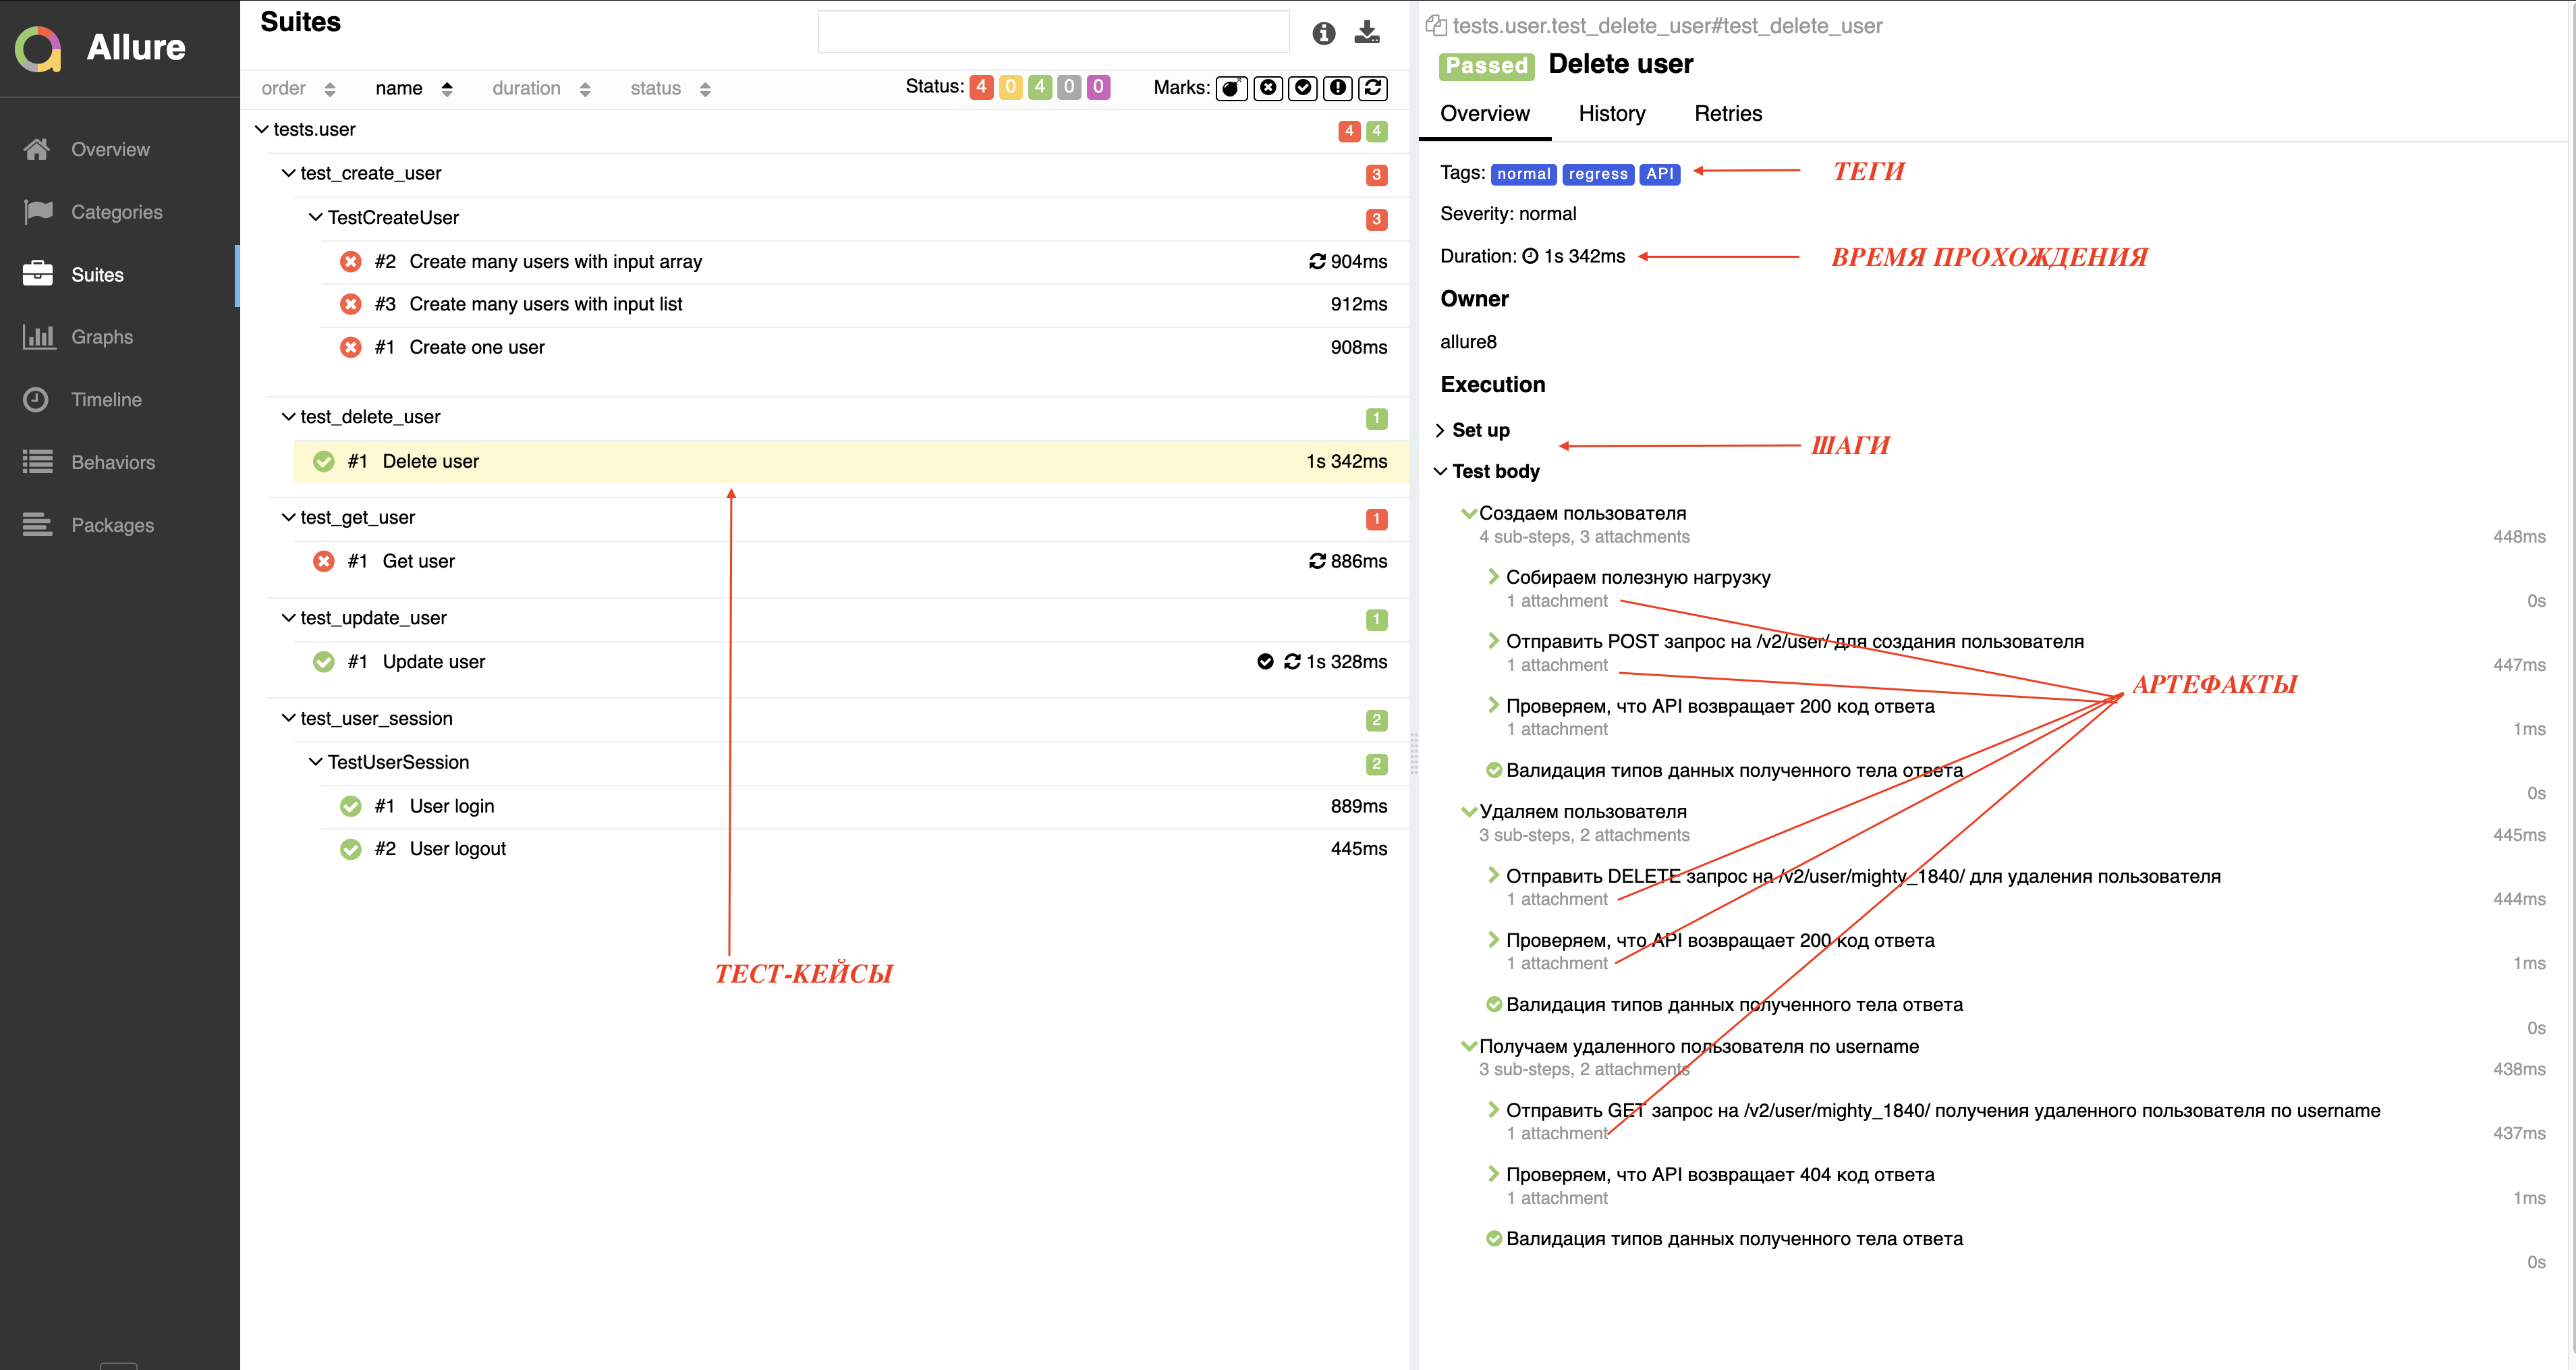 Allure
Overview
Categories
Suites
Graphs
Timeline
Behaviors
Packages
Suites
order name duration status Status: 4 0 4 0 0 Marks:
tests.user 4 4
test_create_user 3
TestCreateUser 3
#2 Create many users with input array 904ms
#3 Create many users with input list 912ms
#1 Create one user 908ms
test_delete_user 1
#1 Delete user 1s 342ms
test_get_user 1
#1 Get user 886ms
test_update_user 1
#1 Update user 1s 328ms
test_user_session 2
TestUserSession 2
#1 User login 889ms
#2 User logout 445ms
ТЕСТ-КЕЙСЫ
tests.user.test_delete_user#test_delete_user
Passed Delete user
Overview History Retries
Tags: normal regress API ТЕГИ
Severity: normal
Duration: 1s 342ms ВРЕМЯ ПРОХОЖДЕНИЯ
Owner
allure8
Execution
Set up
ШАГИ
Test body
Создаем пользователя
4 sub-steps, 3 attachments 448ms
Собираем полезную нагрузку
1 attachment 0s
Отправить POST запрос на /v2/user/ для создания пользователя
1 attachment 447ms
АРТЕФАКТЫ
Проверяем, что API возвращает 200 код ответа
1 attachment 1ms
Валидация типов данных полученного тела ответа
0s
Удаляем пользователя
3 sub-steps, 2 attachments 445ms
Отправить DELETE запрос на /v2/user/mighty_1840/ для удаления пользователя
1 attachment 444ms
Проверяем, что API возвращает 200 код ответа
1 attachment 1ms
Валидация типов данных полученного тела ответа
0s
Получаем удаленного пользователя по username
3 sub-steps, 2 attachments 438ms
Отправить GET запрос на /v2/user/mighty_1840/ получения удаленного пользователя по username
1 attachment 437ms
Проверяем, что API возвращает 404 код ответа
1 attachment 1ms
Валидация типов данных полученного тела ответа
0s